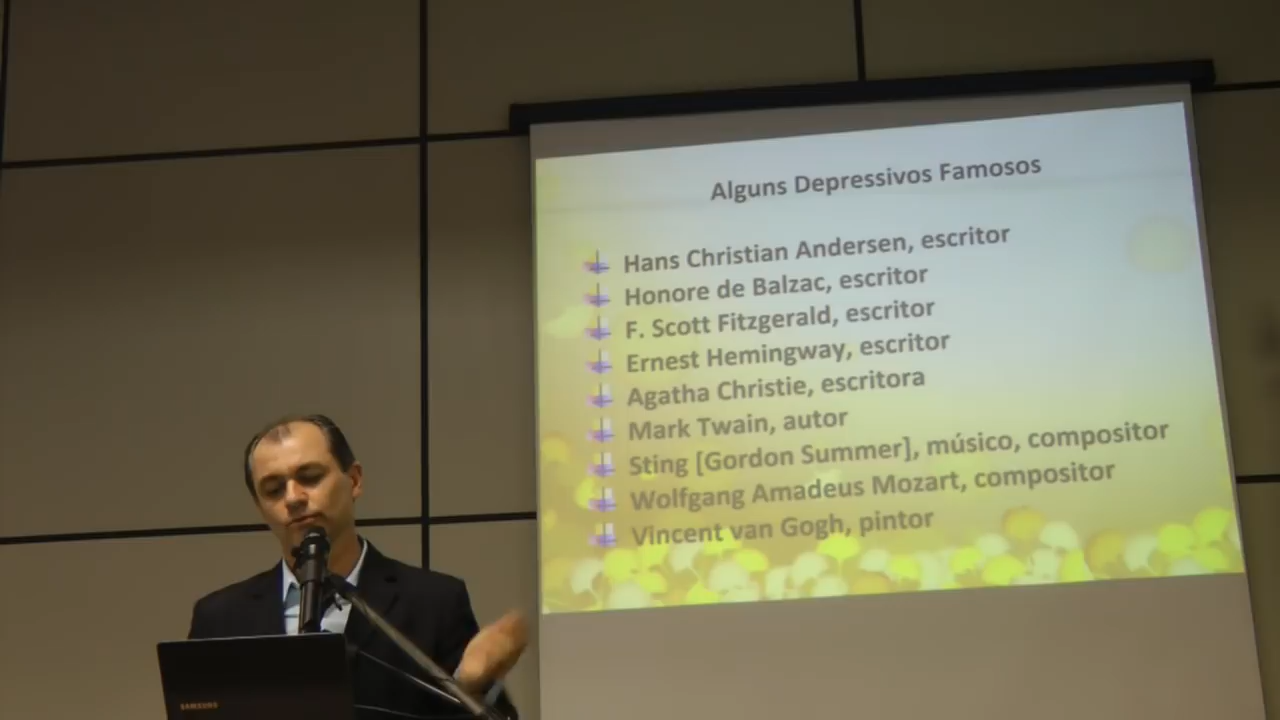 Alguns Depressivos Famosos
Hans Christian Andersen, escritor
Honore de Balzac, escritor
F. Scott Fitzgerald, escritor
Ernest Hemingway, escritor
Agatha Christie, escritora
Mark Twain, autor
Sting [Gordon Summer], músico, compositor
Wolfgang Amadeus Mozart, compositor
Vincent van Gogh, pintor
SAMSUNG